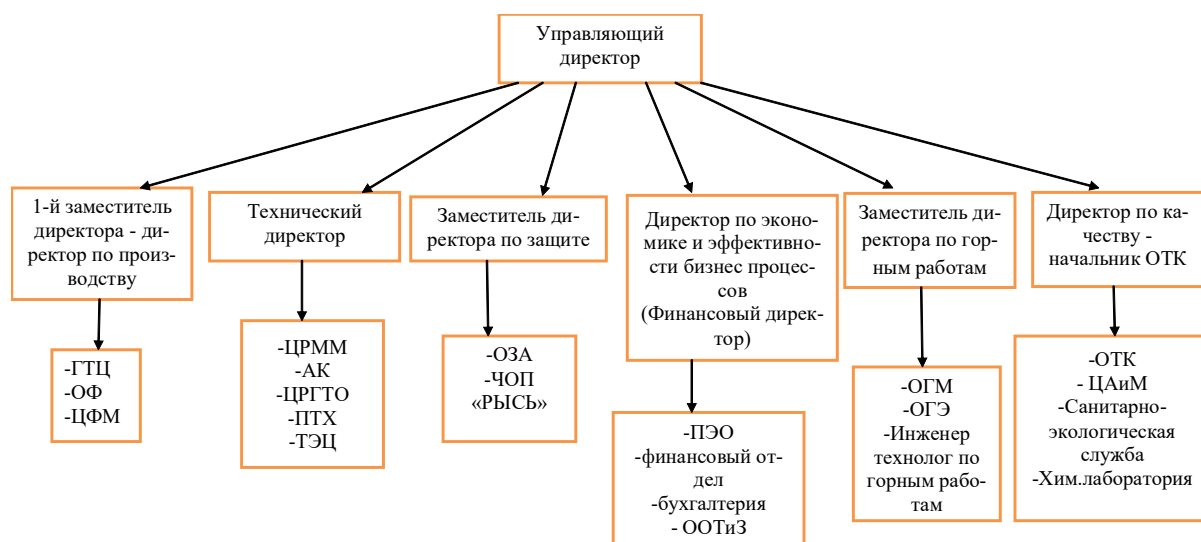 Управляющий
директор
1-й заместитель
директора - ди-
ректор по произ-
водству
Технический
директор
Заместитель ди-
ректора по защите
Директор по эконо-
мике и эффективно-
сти бизнес процес-
сов
(Финансовый дирек-
тор)
Заместитель ди-
ректора по гор-
ным работам
Директор по ка-
честву -
начальник ОТК
-ГТЦ
-ОФ
-ЦФМ
-ЦРММ
-АК
-ЦРГТО
-ПТХ
-ТЭЦ
-ОЗА
-ЧОП
«РЫСЬ»
-ПЭО
-финансовый от-
дел
-бухгалтерия
- ООТиЗ
-ОГМ
-ОГЭ
-Инженер
технолог по
горным рабо-
там
-ОТК
- ЦАиМ
-Санитарно-
экологическая
служба
-Хим.лаборатория